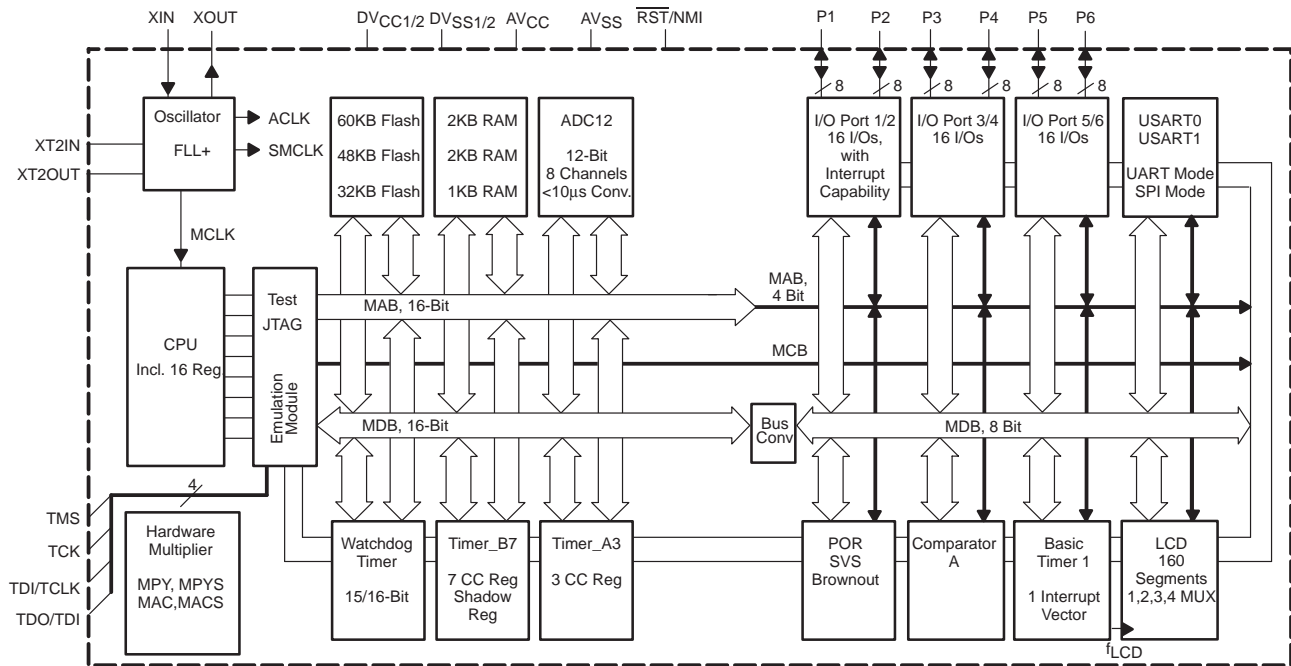 XIN XOUT DVCC1/2 DVSS1/2 AVCC AVSS RST/NMI P1 P2 P3 P4 P5 P6
8 8 8 8 8 8
XT2IN
XT2OUT
Oscillator
FLL+
ACLK
SMCLK
MCLK
60KB Flash
48KB Flash
32KB Flash
2KB RAM
2KB RAM
1KB RAM
ADC12
12-Bit
8 Channels
<10μs Conv.
I/O Port 1/2
16 I/Os,
with
Interrupt
Capability
I/O Port 3/4
16 I/Os
I/O Port 5/6
16 I/Os
USART0
USART1
UART Mode
SPI Mode
CPU
Incl. 16 Reg.
Test
JTAG
Emulation
Module
MAB, 16-Bit
MAB,
4 Bit
MCB
MDB, 16-Bit
Bus
Conv
MDB, 8 Bit
4
TMS
TCK
TDI/TCLK
TDO/TDI
Hardware
Multiplier
MPY, MPYS
MAC,MACS
Watchdog
Timer
15/16-Bit
Timer_B7
7 CC Reg
Shadow
Reg
Timer_A3
3 CC Reg
POR
SVS
Brownout
Comparator
A
Basic
Timer 1
1 Interrupt
Vector
LCD
160
Segments
1,2,3,4 MUX
fLCD